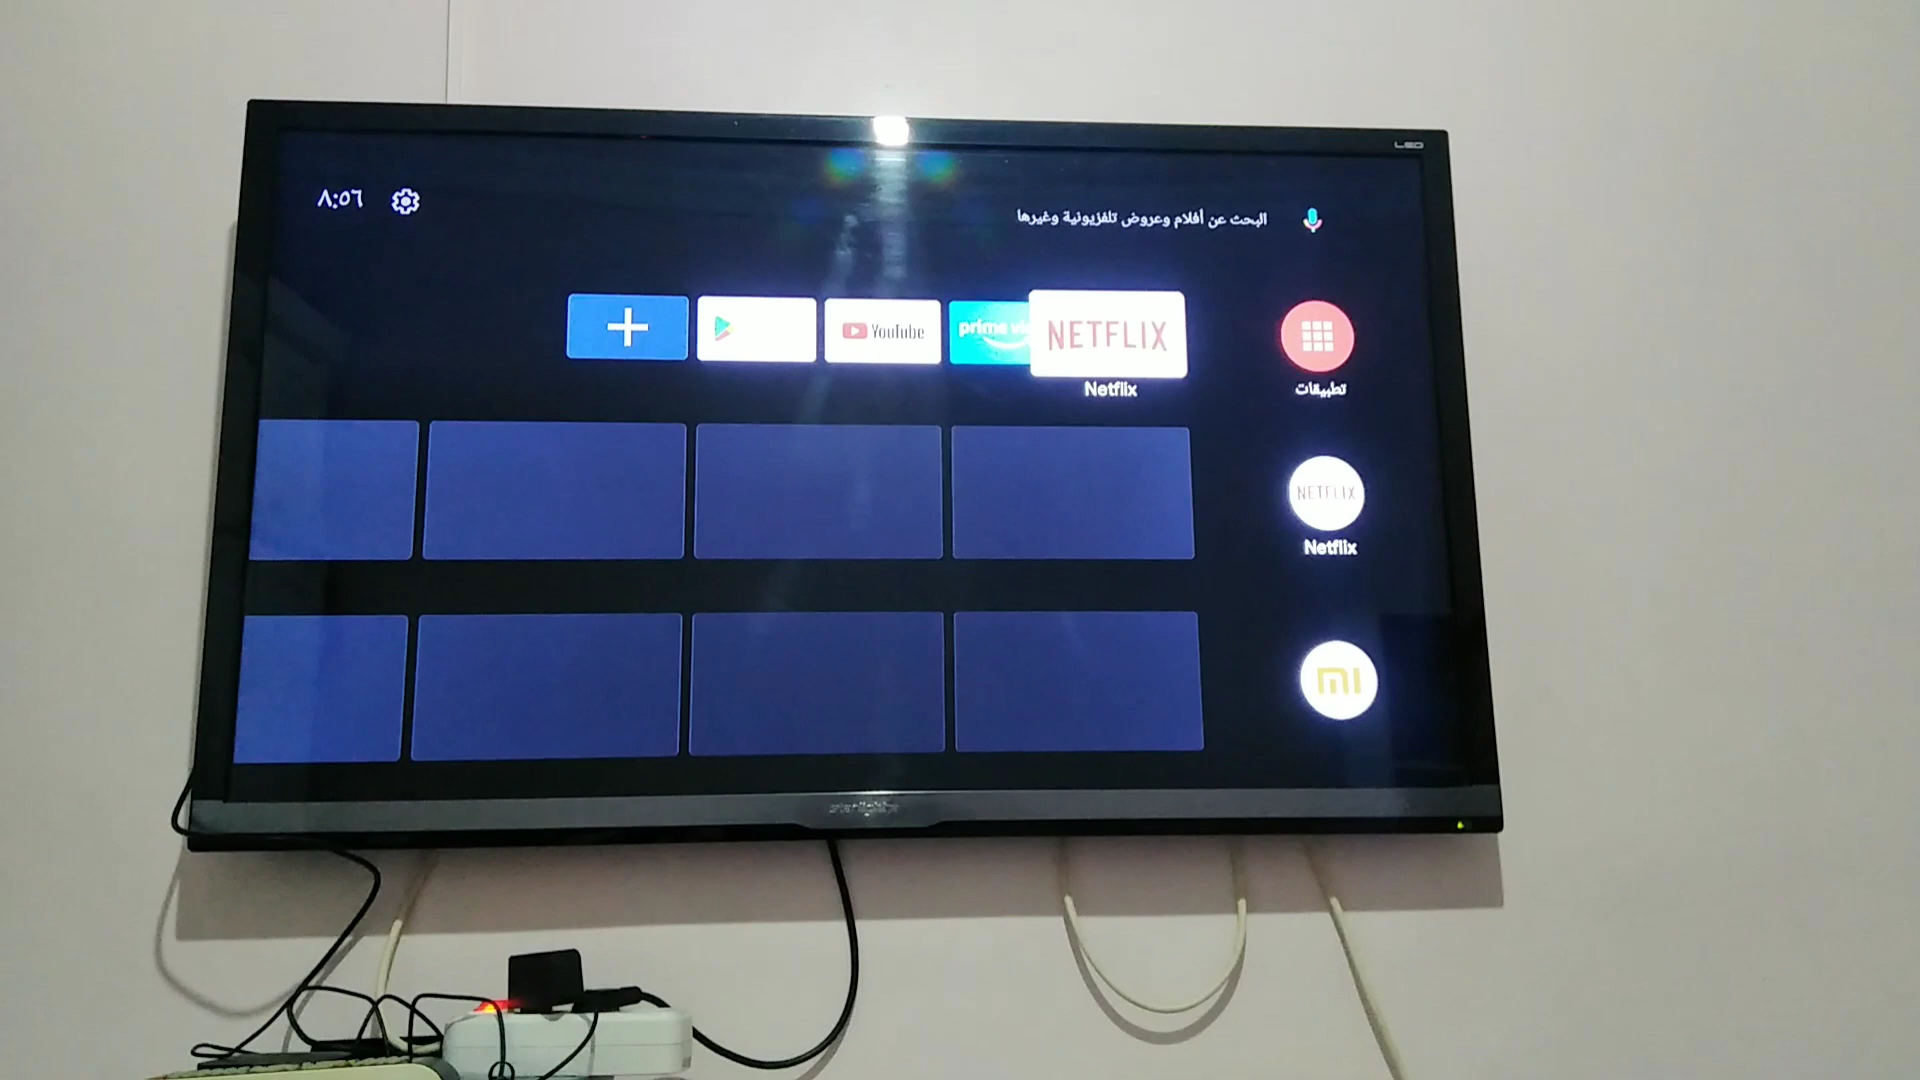 LED
٨:٥٦
البحث عن أفلام وعروض تلفزيونية وغيرها
تطبيقات
NETFLIX
prime vi
YouTube
Netflix
NETFLIX
Netflix
mi